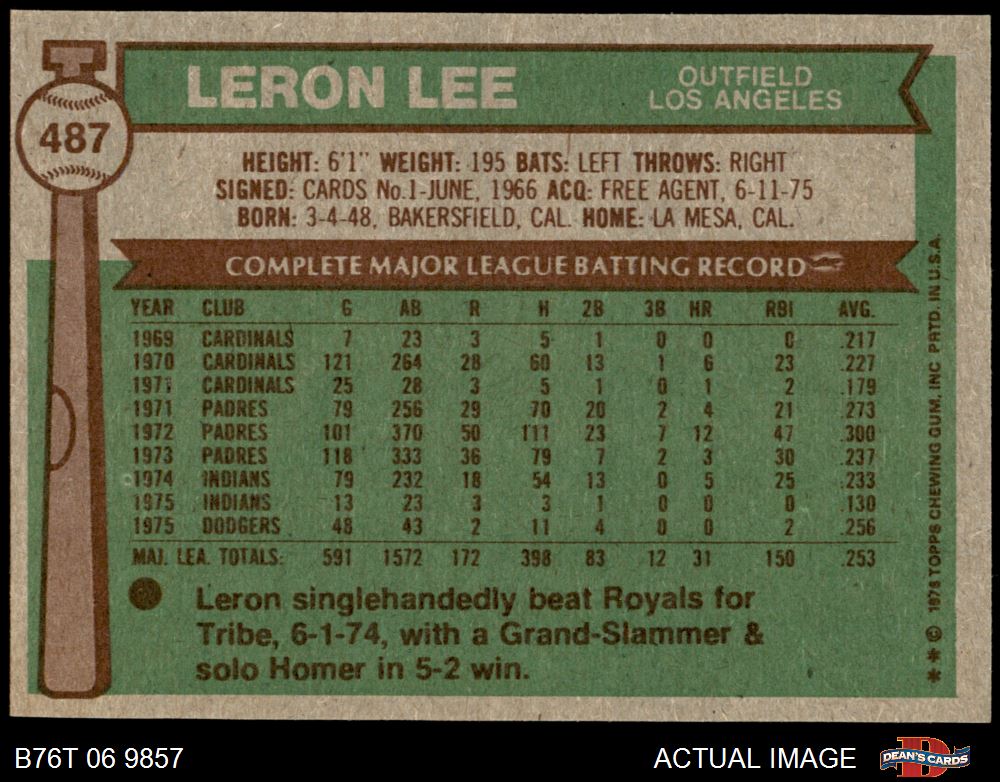 487
LERON LEE
OUTFIELD
LOS ANGELES
HEIGHT: 6'1" WEIGHT: 195 BATS: LEFT THROWS: RIGHT
SIGNED: CARDS No.1-JUNE, 1966 ACQ: FREE AGENT, 6-11-75
BORN: 3-4-48, BAKERSFIELD, CAL. HOME: LA MESA, CAL.
COMPLETE MAJOR LEAGUE BATTING RECORD
YEAR CLUB G AB R H 2B 3B HR RBI AVG.
1969 CARDINALS 7 23 3 5 1 0 0 0 .217
1970 CARDINALS 121 264 28 60 13 1 6 23 .227
1971 CARDINALS 25 28 3 5 1 0 1 2 .179
1971 PADRES 79 256 29 70 20 2 4 21 .273
1972 PADRES 101 370 50 111 23 7 12 47 .300
1973 PADRES 118 333 36 79 7 2 3 30 .237
1974 INDIANS 79 232 18 54 13 0 5 25 .233
1975 INDIANS 13 23 3 3 1 0 0 0 .130
1975 DODGERS 48 43 2 11 4 0 0 2 .256
MAJ. LEA. TOTALS: 591 1572 172 398 83 12 31 150 .253
Leron singlehandedly beat Royals for
Tribe, 6-1-74, with a Grand-Slammer &
solo Homer in 5-2 win.
* * © 1976 TOPPS CHEWING GUM, INC PRTD. IN U.S.A.
B76T 06 9857
ACTUAL IMAGE
D
DEAN'S CARDS